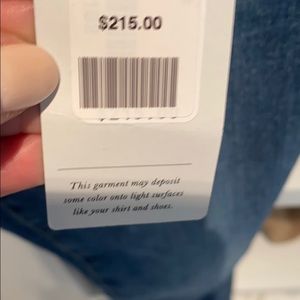 $215.00
This garment may deposit
some color onto light surfaces
like your shirt and shoes.